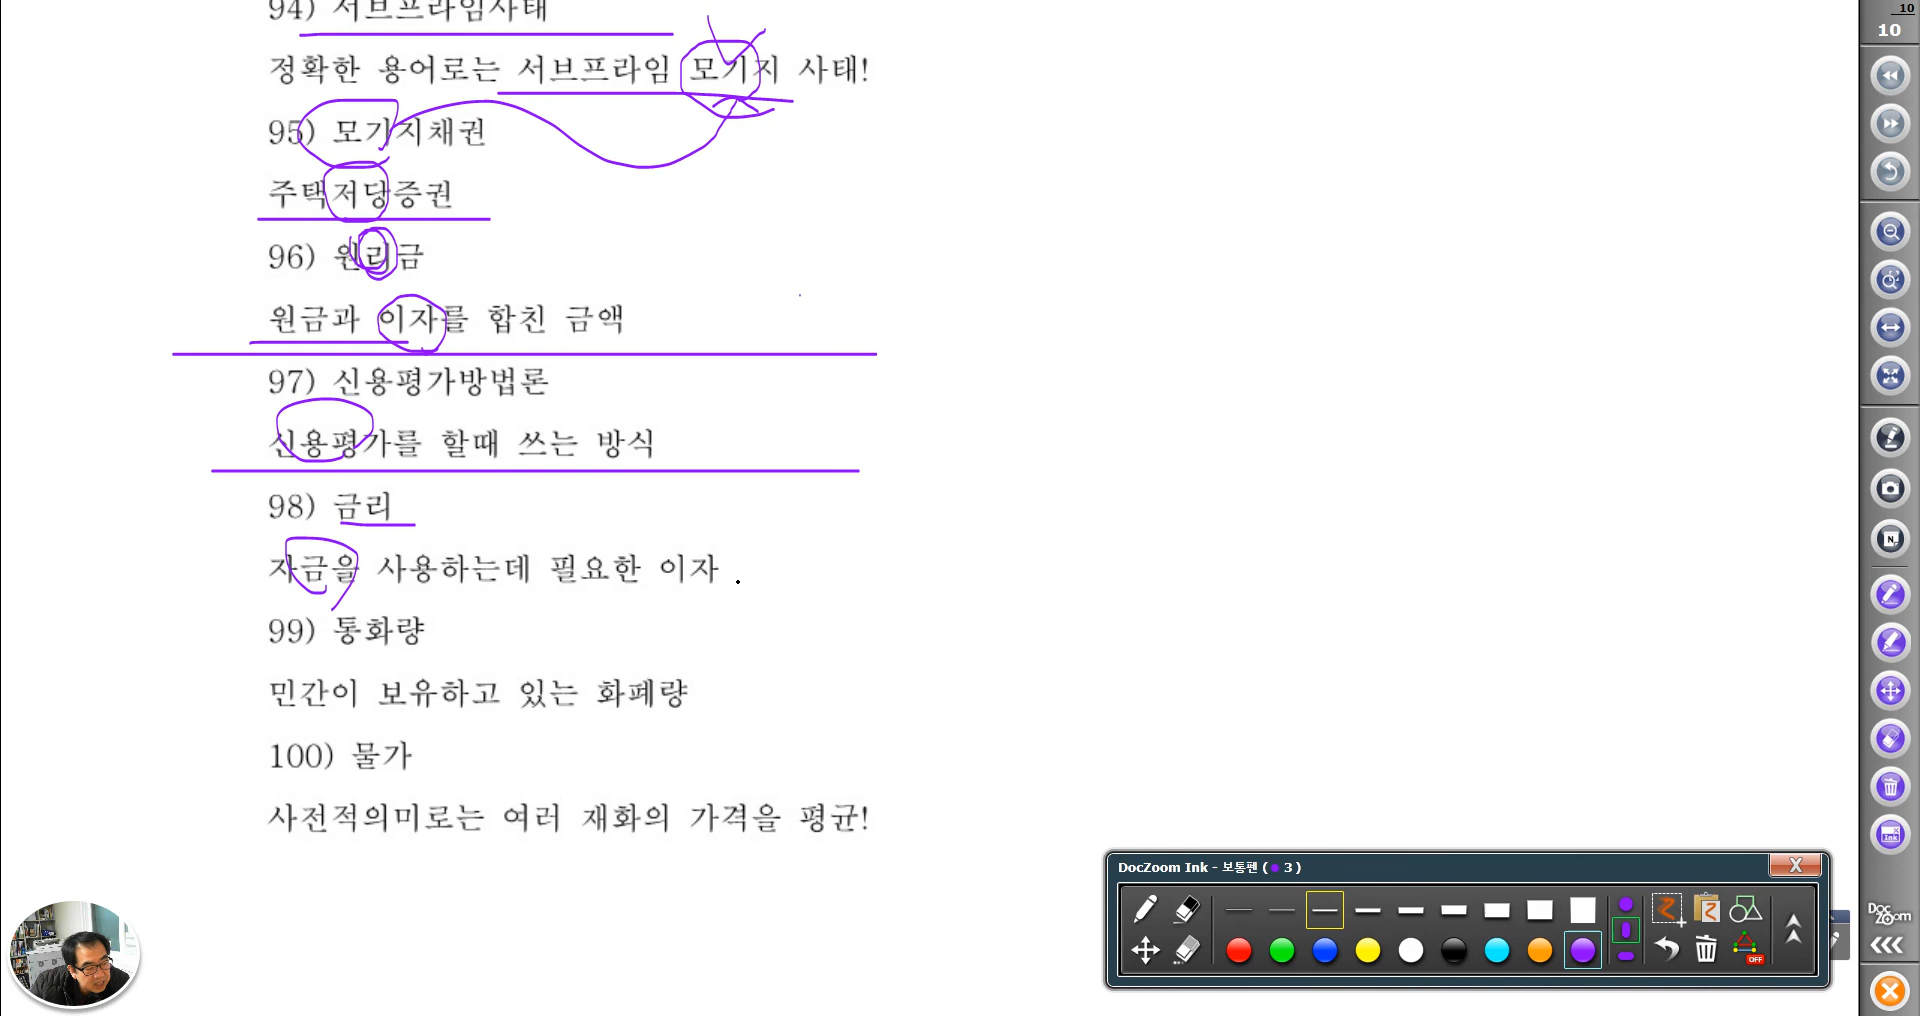 94) 서브프라임사태
정확한 용어로는 서브프라임 모기지 사태!
95) 모기지채권
주택저당증권
96) 원리금
원금과 이자를 합친 금액
97) 신용평가방법론
신용평가를 할때 쓰는 방식
98) 금리
자금을 사용하는데 필요한 이자
99) 통화량
민간이 보유하고 있는 화폐량
100) 물가
사전적의미로는 여러 재화의 가격을 평균!
10
10
N
Ink
DocZoom
DocZoom Ink - 보통펜 ( 3 )
X
OFF